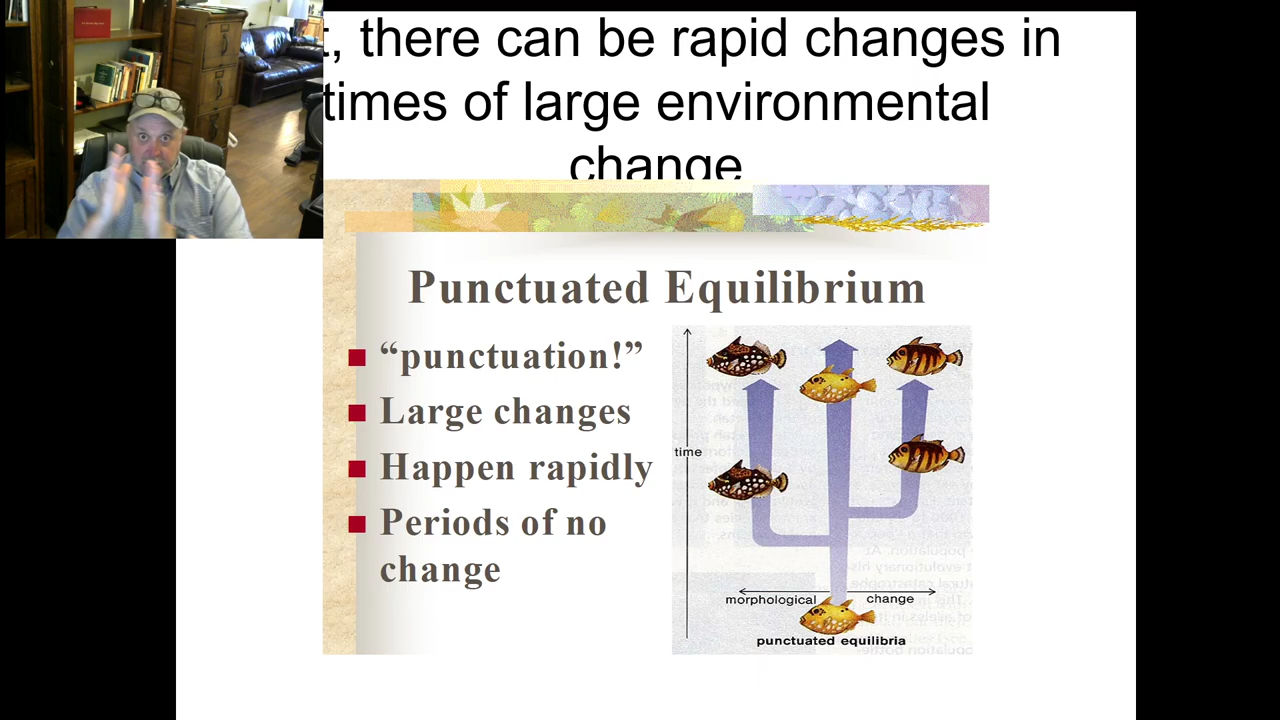 t, there can be rapid changes in
times of large environmental
change
Punctuated Equilibrium
"punctuation!"
Large changes
Happen rapidly
Periods of no
change
time
morphological change
punctuated equilibria